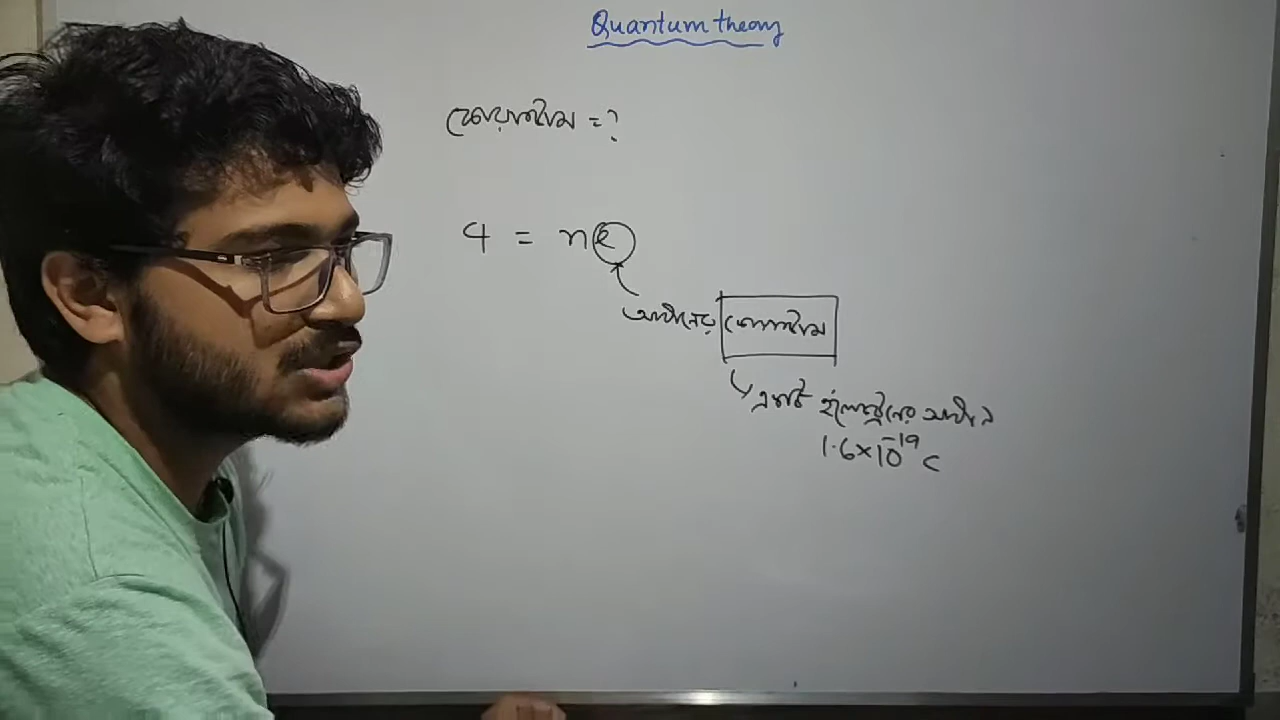 Quantum theory
কোয়ান্টাম = ?
q = ne
আধানের কোয়ান্টাম
একটি ইলেকট্রনের আধান
1.6×10⁻¹⁹ C